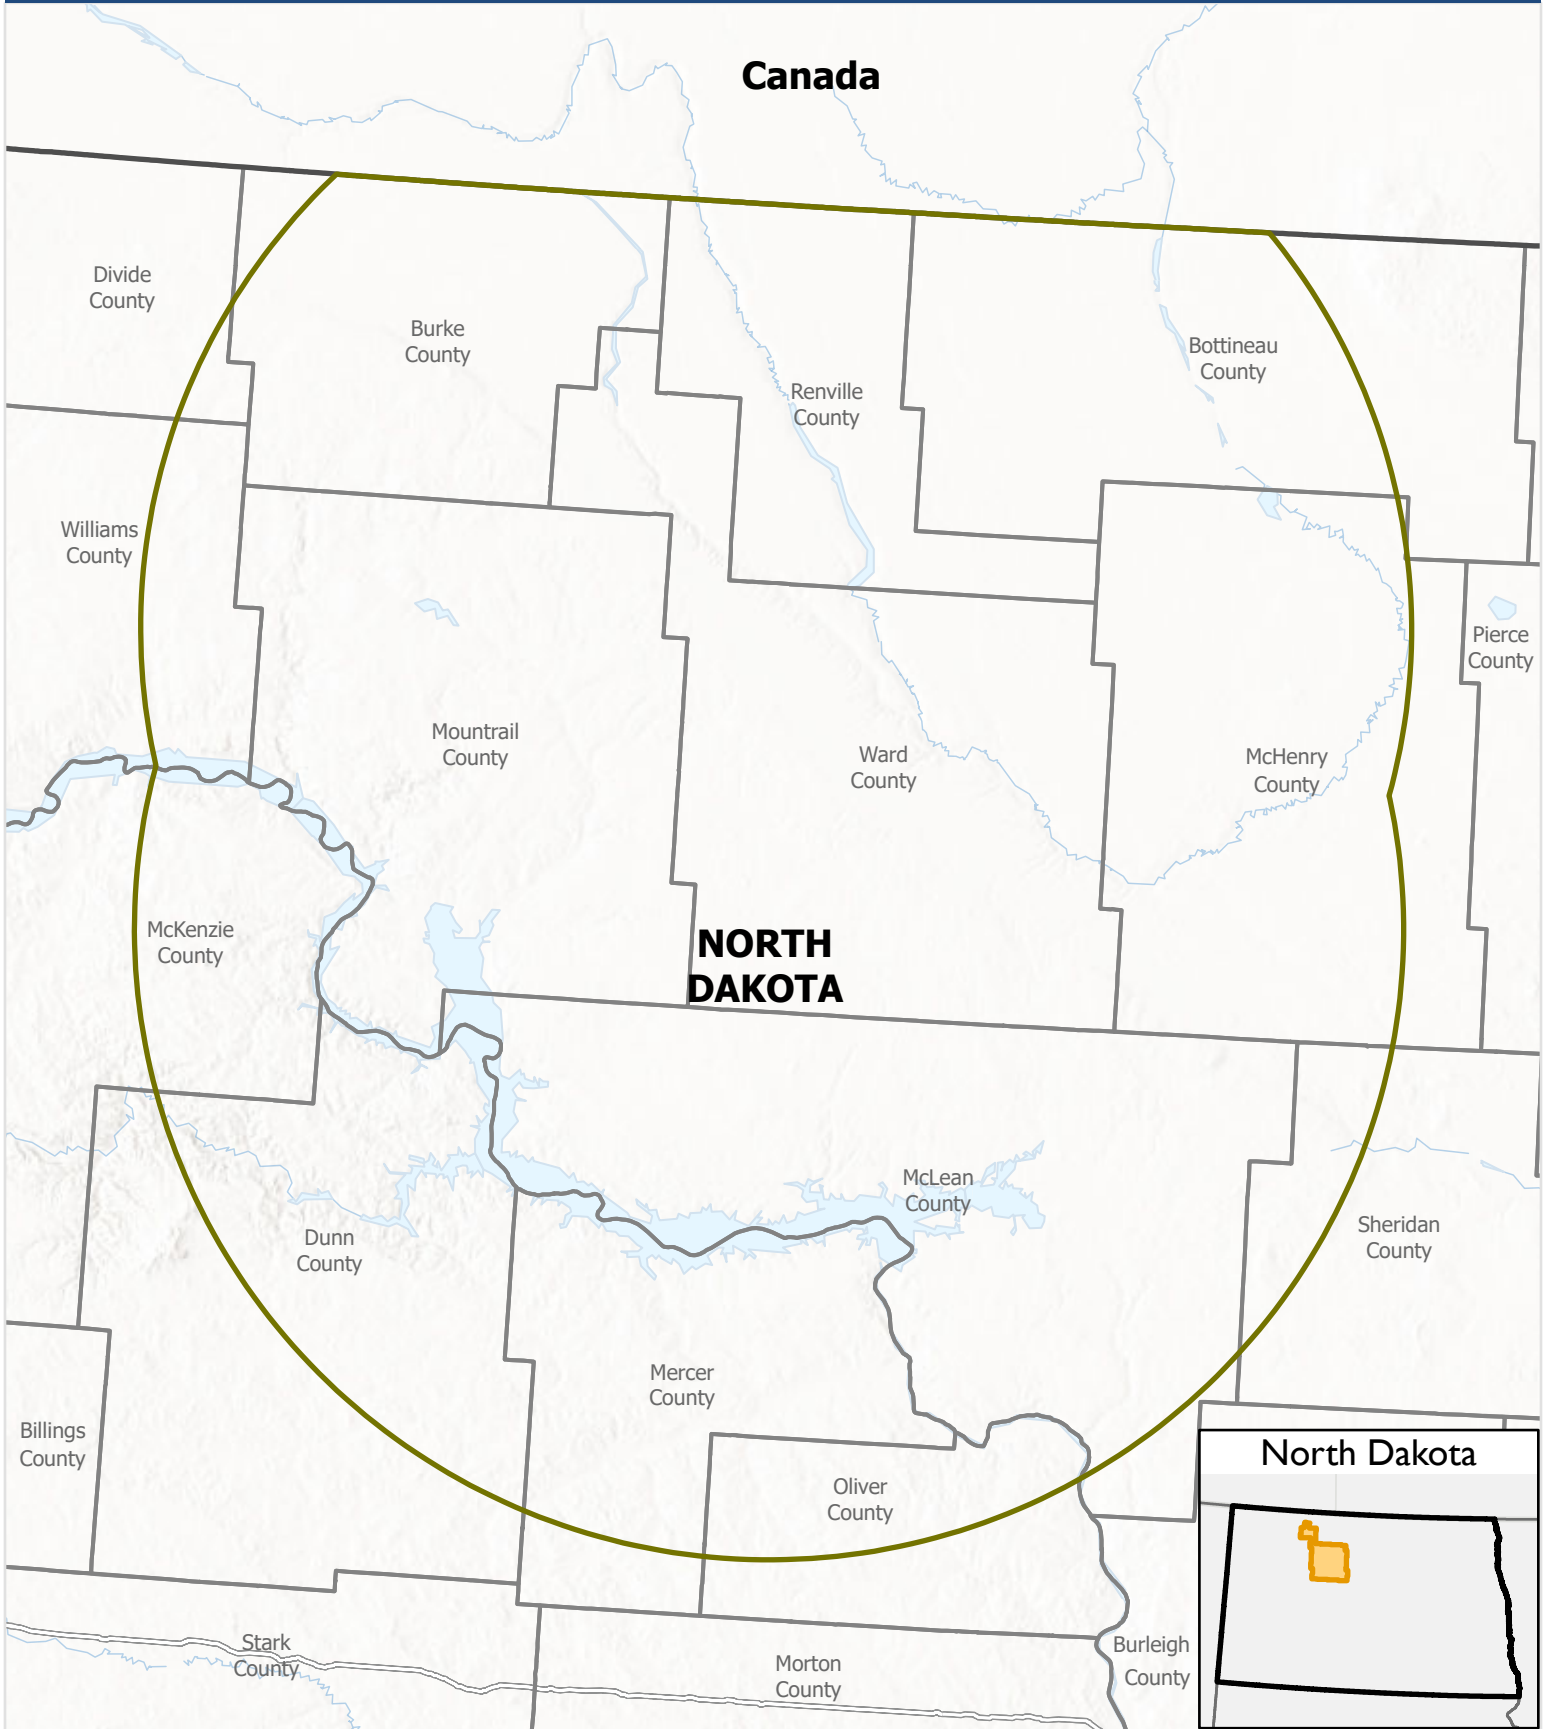 Canada
Divide
County
Burke
County
Bottineau
County
Renville
County
Williams
County
Pierce
County
Mountrail
County
Ward
County
McHenry
County
McKenzie
County
NORTH
DAKOTA
McLean
County
Dunn
County
Sheridan
County
Mercer
County
Billings
County
Oliver
County
North Dakota
Stark
County
Morton
County
Burleigh
County